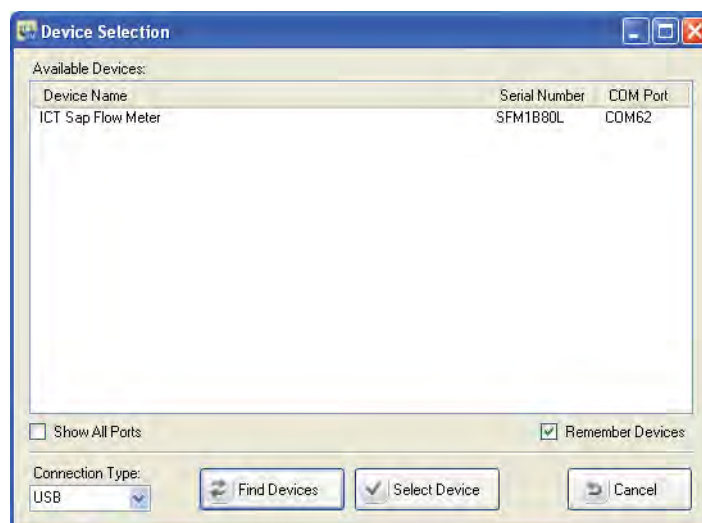 Device Selection
Available Devices:
Device Name Serial Number COM Port
ICT Sap Flow Meter SFM1B80L COM62
Show All Ports Remember Devices
Connection Type:
USB Find Devices Select Device Cancel